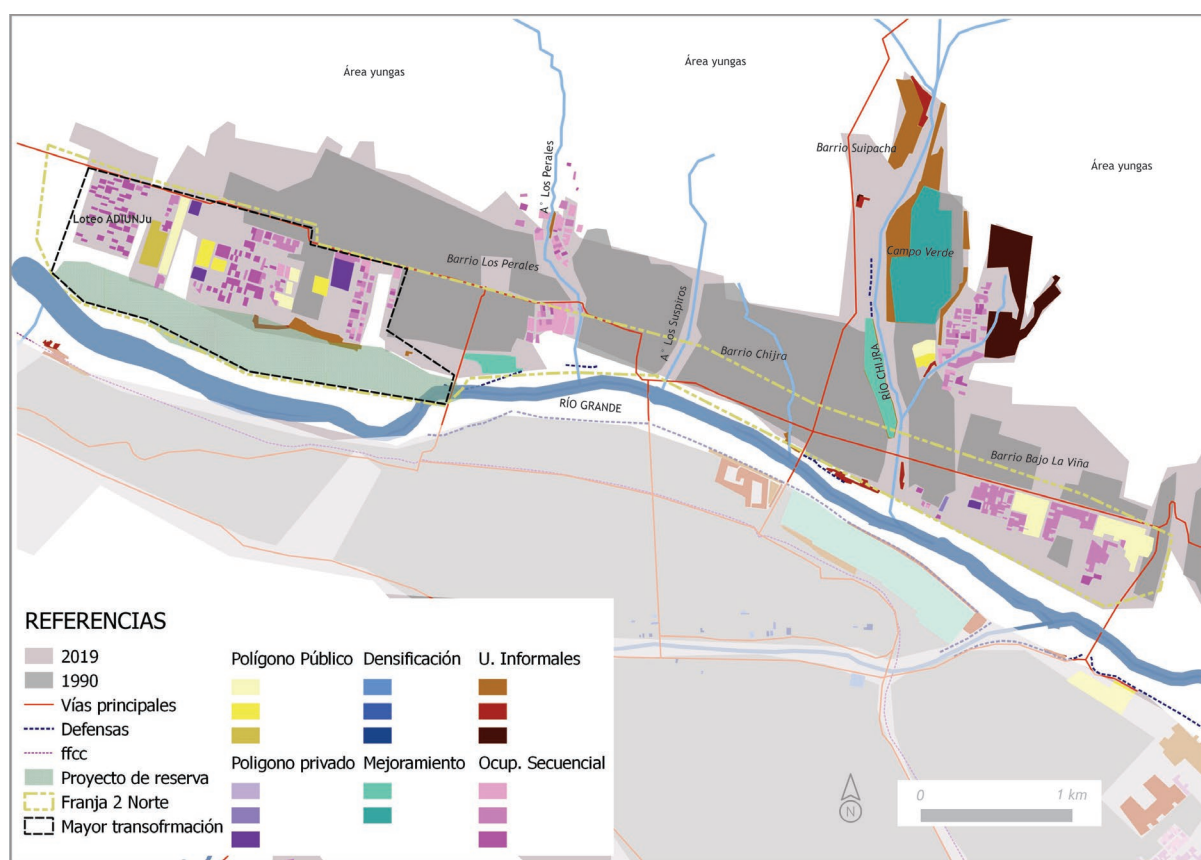 Área yungas
Área yungas
Área yungas
Barrio Suipacha
A° Los Perales
Loteo ADIUNJu
Barrio Los Perales
Campo Verde
A° Los Suspiros
Barrio Chijra
RÍO CHIJRA
RÍO GRANDE
Barrio Bajo La Viña
REFERENCIAS
2019
1990
Vías principales
Defensas
ffcc
Proyecto de reserva
Franja 2 Norte
Mayor transofrmación
Polígono Público
Densificación
U. Informales
Poligono privado
Mejoramiento
Ocup. Secuencial
N
0 1 km